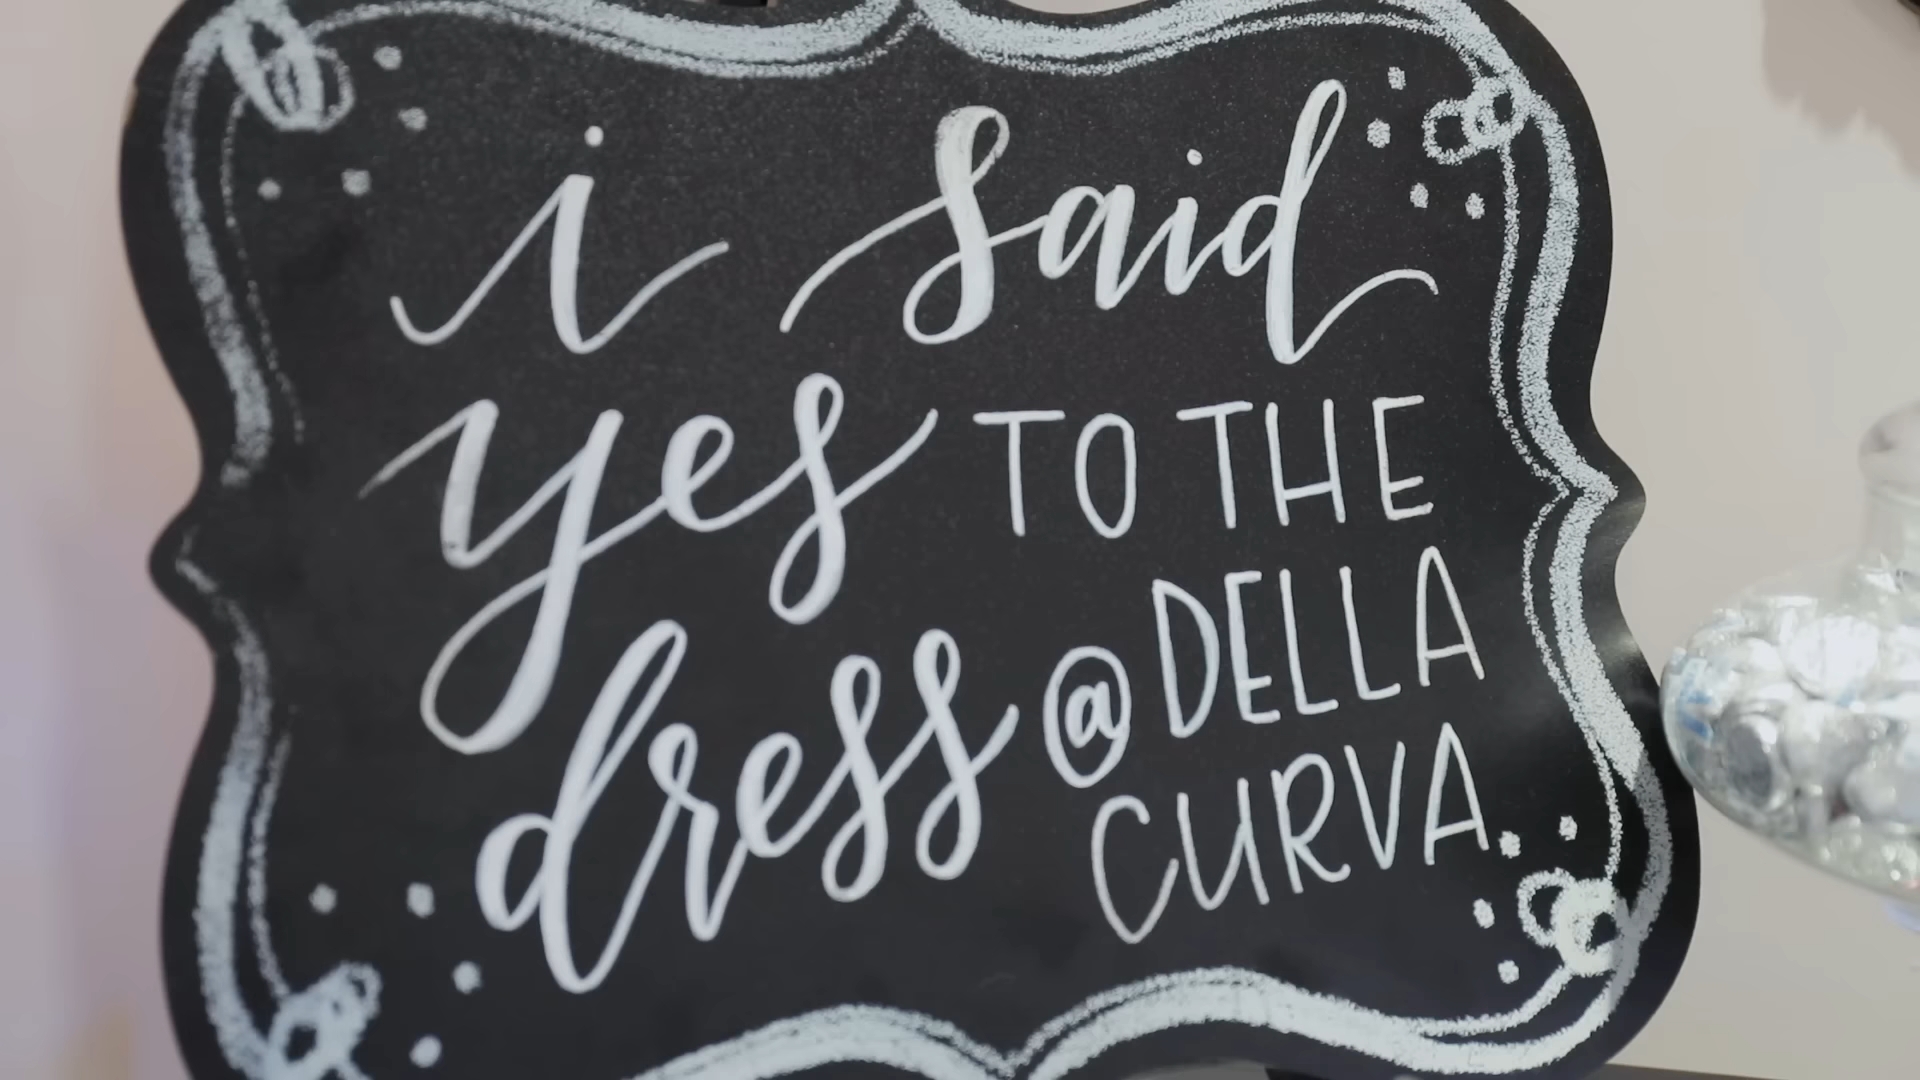 i said
yes TO THE
dress @ DELLA
CURVA